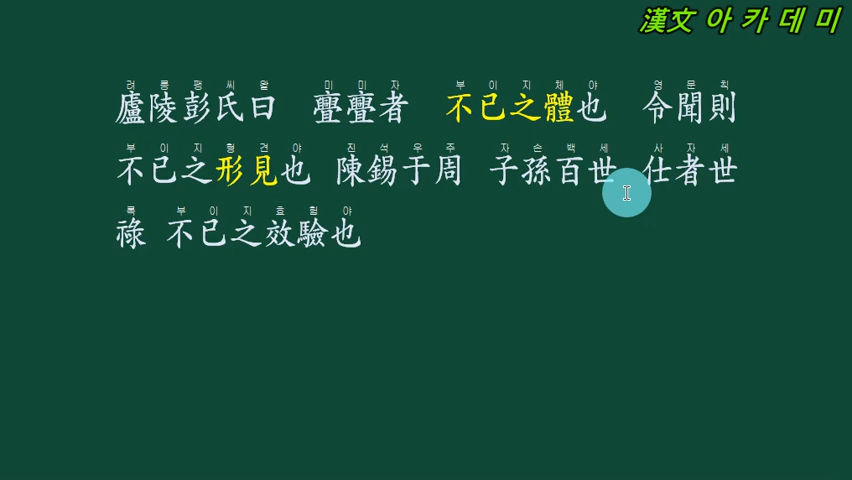 漢文 아카데미
려릉팽씨왈 미미자 부이지체야 영문칙
廬陵彭氏曰 亹亹者 不已之體也 令聞則
부이지형견야 진석우주 자손백세 사자세
不已之形見也 陳錫于周 子孫百世 仕者世
록 부이지효험야
祿 不已之效驗也